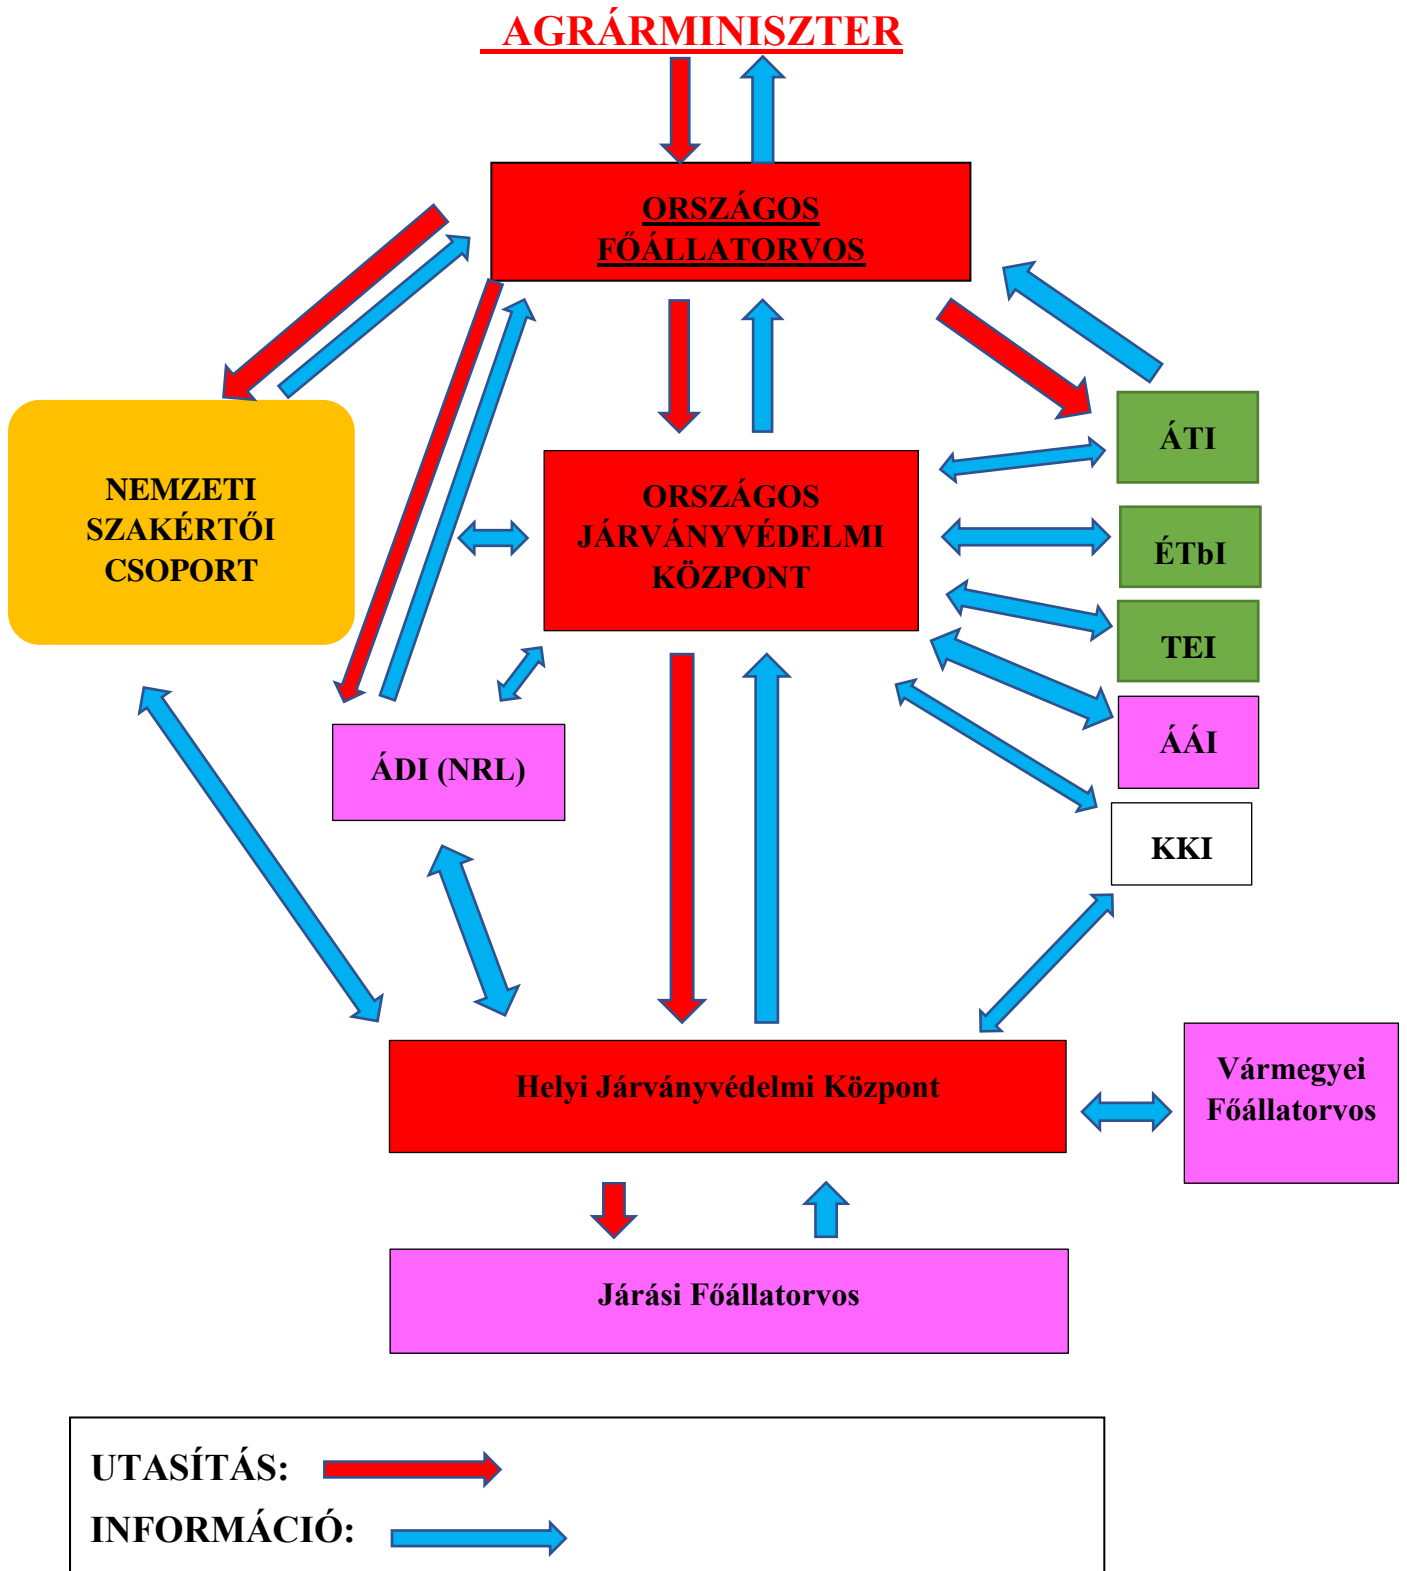 AGRÁRMINISZTER
ORSZÁGOS
FŐÁLLATORVOS
NEMZETI
SZAKÉRTŐI
CSOPORT
ORSZÁGOS
JÁRVÁNYVÉDELMI
KÖZPONT
ÁTI
ÉTbI
TEI
ÁÁI
KKI
ÁDI (NRL)
Helyi Járványvédelmi Központ
Vármegyei
Főállatorvos
Járási Főállatorvos
UTASÍTÁS:
INFORMÁCIÓ: